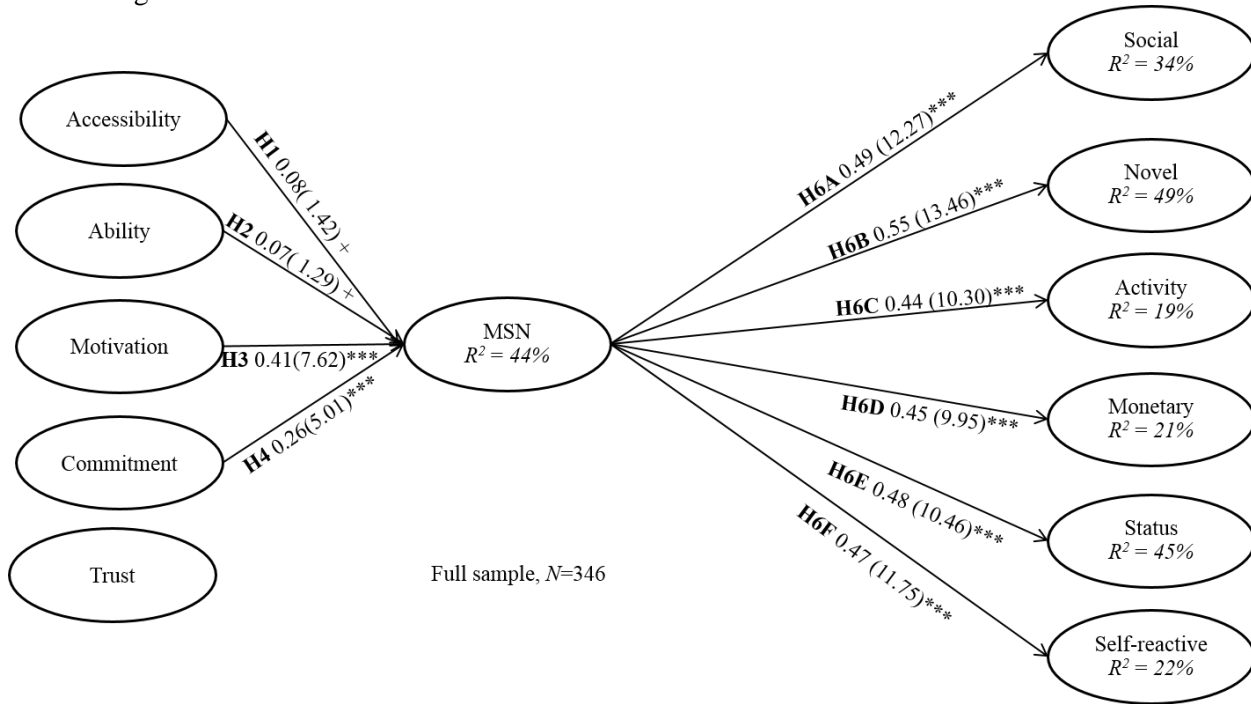 Accessibility
Ability
Motivation
Commitment
Trust
H1 0.08( 1.42) +
H2 0.07( 1.29) +
H3 0.41(7.62)***
H4 0.26(5.01)***
MSN
R² = 44%
Full sample, N=346
H6A 0.49 (12.27)***
H6B 0.55 (13.46)***
H6C 0.44 (10.30)***
H6D 0.45 (9.95)***
H6E 0.48 (10.46)***
H6F 0.47 (11.75)***
Social
R² = 34%
Novel
R² = 49%
Activity
R² = 19%
Monetary
R² = 21%
Status
R² = 45%
Self-reactive
R² = 22%